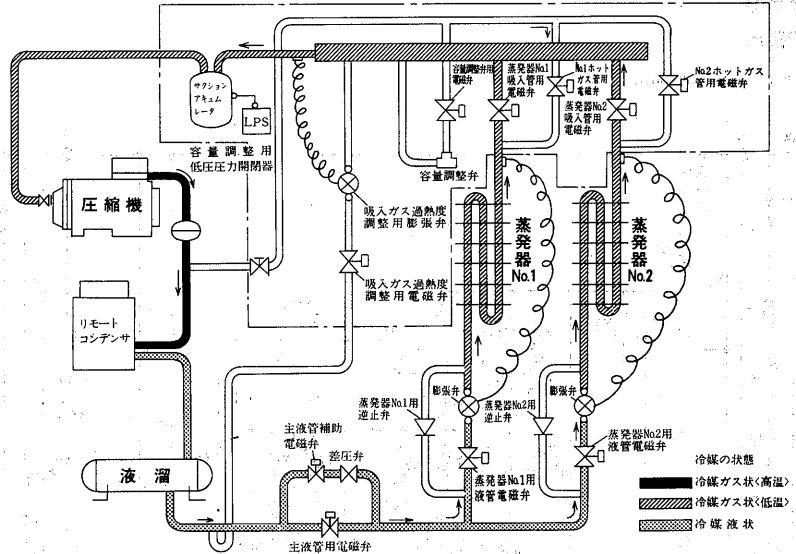 サクション
アキュム
レータ
LPS
容量調整用
低圧圧力開閉器
容量調整弁用
電磁弁
蒸発器No.1
吸入管用
電磁弁
No.1ホット
ガス管用
電磁弁
蒸発器No.2
吸入管用
電磁弁
No.2ホットガス
管用電磁弁
容量調整弁
圧縮機
吸入ガス過熱度
調整用膨張弁
吸入ガス過熱度
調整用電磁弁
蒸発器
No.1
蒸発器
No.2
リモート
コンデンサ
液溜
蒸発器No.1用
逆止弁
膨張弁
蒸発器No.2用
逆止弁
膨張弁
主液管補助
電磁弁
差圧弁
蒸発器No.1用
液管電磁弁
蒸発器No.2用
液管電磁弁
主液管用電磁弁
冷媒の状態
冷媒ガス状〈高温〉
冷媒ガス状〈低温〉
冷媒液状